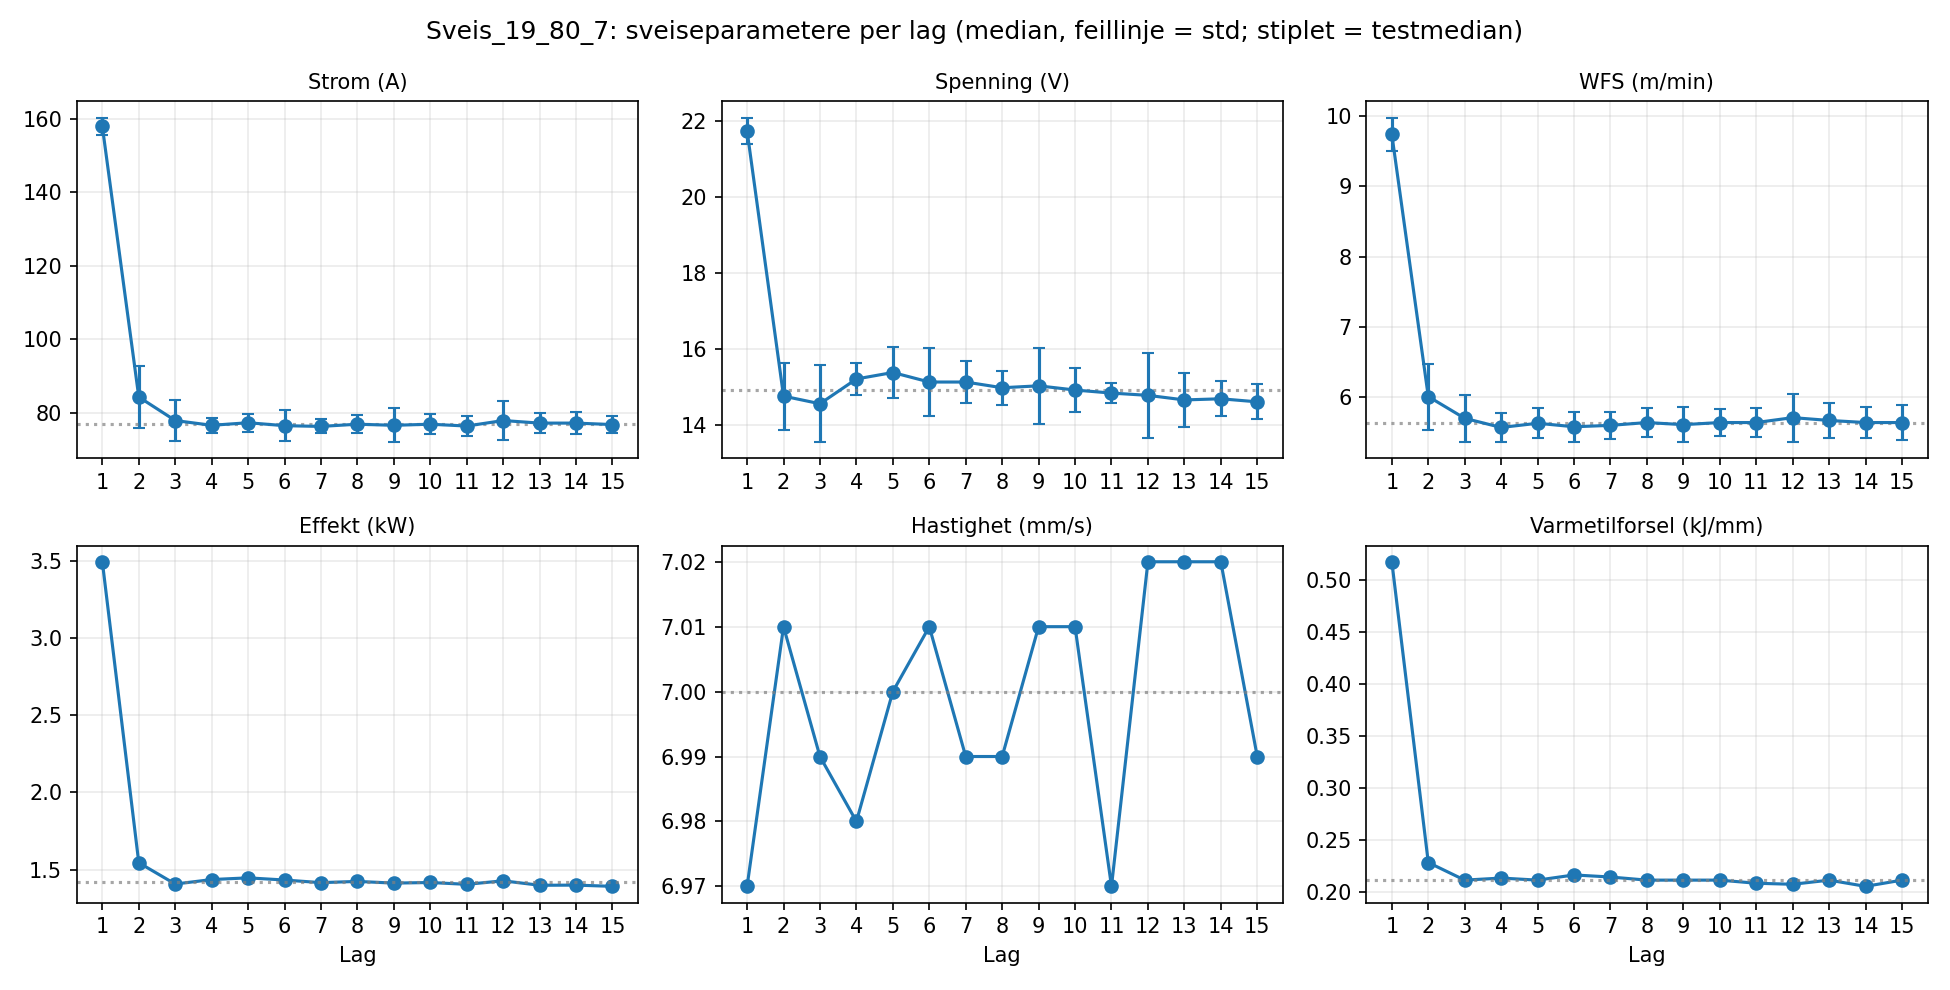 Sveis_19_80_7: sveiseparametere per lag (median, feillinje = std; stiplet = testmedian)
Strom (A)
160
140
120
100
80
1 2 3 4 5 6 7 8 9 10 11 12 13 14 15
Spenning (V)
22
20
18
16
14
1 2 3 4 5 6 7 8 9 10 11 12 13 14 15
WFS (m/min)
10
9
8
7
6
1 2 3 4 5 6 7 8 9 10 11 12 13 14 15
Effekt (kW)
3.5
3.0
2.5
2.0
1.5
1 2 3 4 5 6 7 8 9 10 11 12 13 14 15
Lag
Hastighet (mm/s)
7.02
7.01
7.00
6.99
6.98
6.97
1 2 3 4 5 6 7 8 9 10 11 12 13 14 15
Lag
Varmetilforsel (kJ/mm)
0.50
0.45
0.40
0.35
0.30
0.25
0.20
1 2 3 4 5 6 7 8 9 10 11 12 13 14 15
Lag